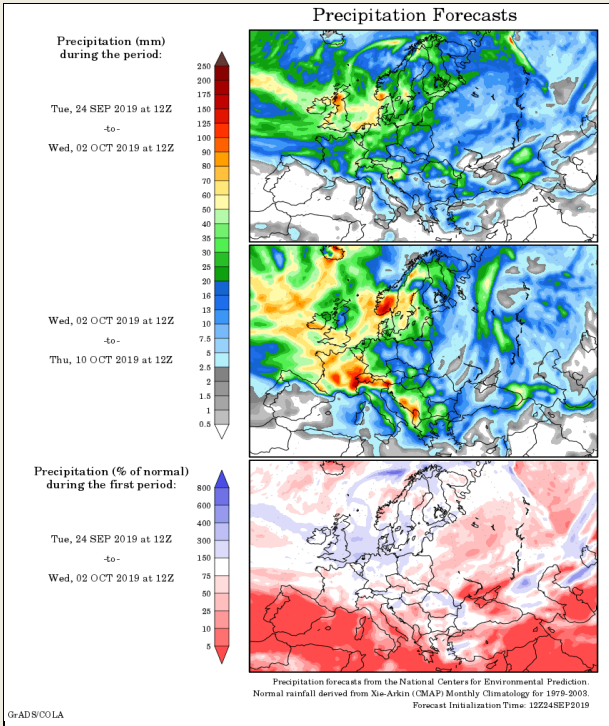 Precipitation Forecasts
Precipitation (mm)
during the period:
Tue, 24 SEP 2019 at 12Z
-to-
Wed, 02 OCT 2019 at 12Z
Wed, 02 OCT 2019 at 12Z
-to-
Thu, 10 OCT 2019 at 12Z
250
200
175
150
125
100
90
80
70
60
50
40
35
30
25
20
16
13
10
7.5
5
2.5
2
1.5
1
0.5
Precipitation (% of normal)
during the first period:
Tue, 24 SEP 2019 at 12Z
-to-
Wed, 02 OCT 2019 at 12Z
800
600
400
300
150
75
50
25
10
5
Precipitation forecasts from the National Centers for Environmental Prediction.
Normal rainfall derived from Xie-Arkin (CMAP) Monthly Climatology for 1979-2003.
Forecast Initialization Time: 12Z24SEP2019
GrADS/COLA